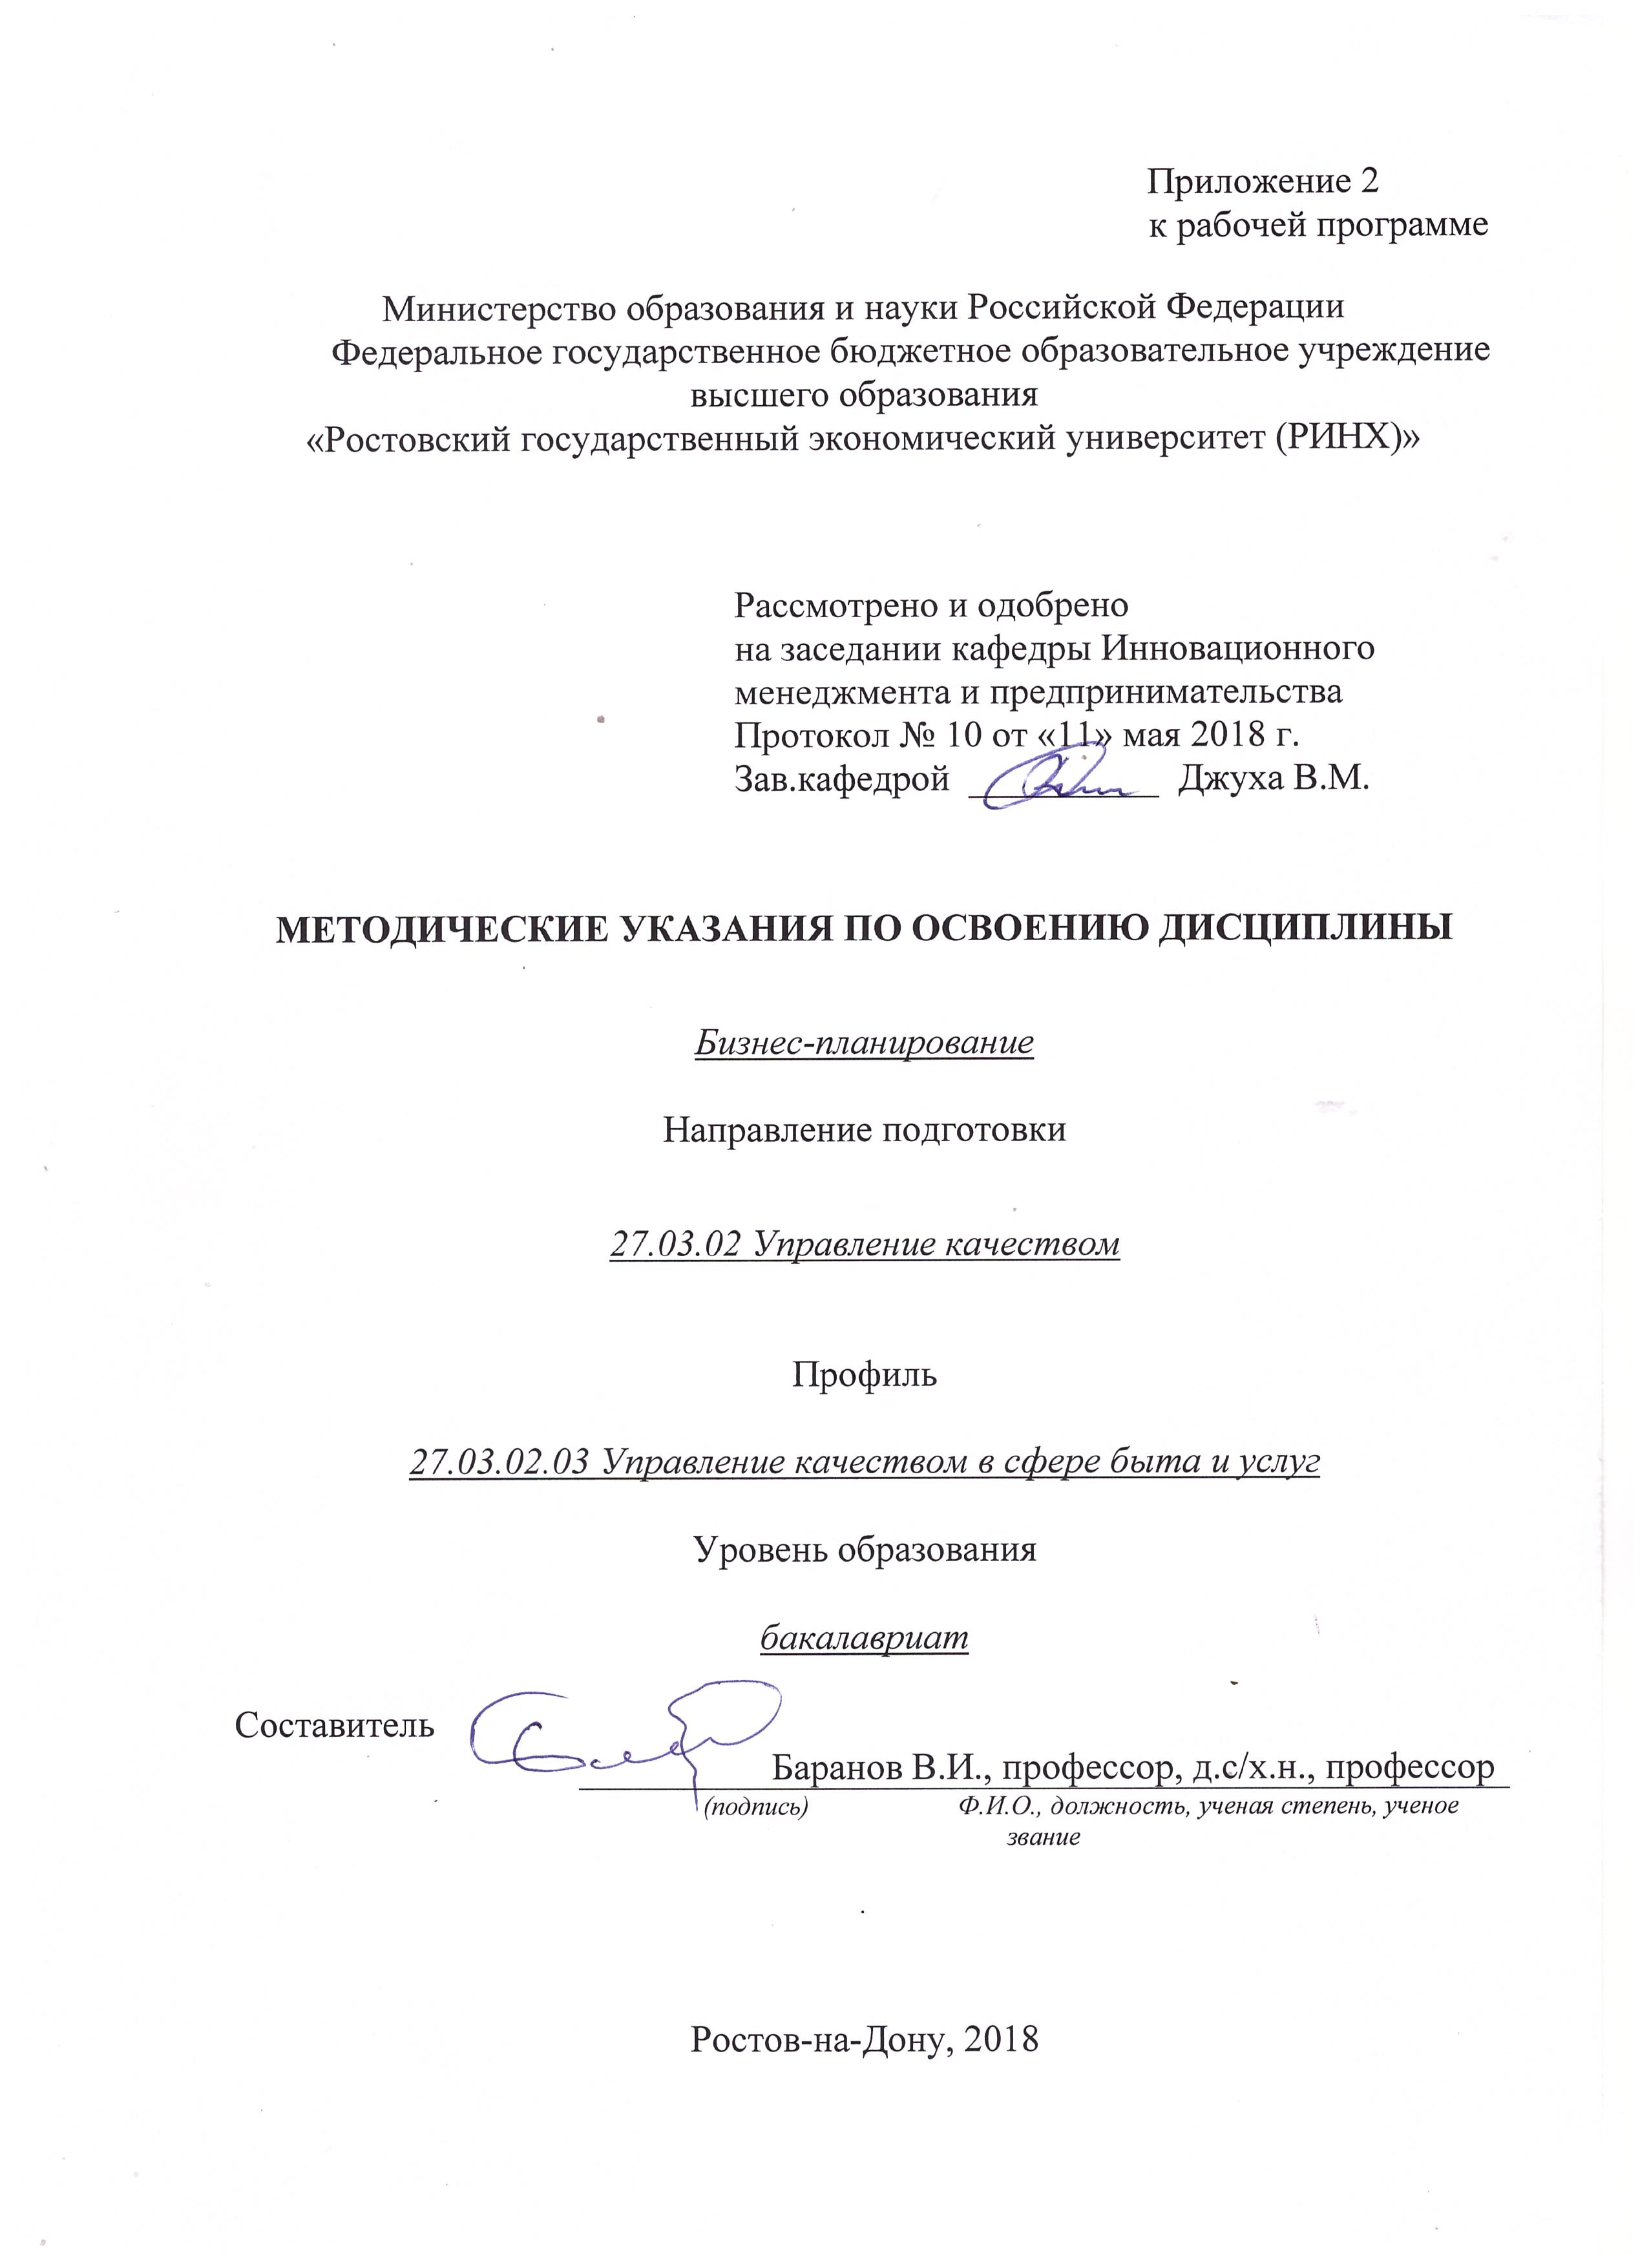 Приложение 2
к рабочей программе
Министерство образования и науки Российской Федерации
Федеральное государственное бюджетное образовательное учреждение
высшего образования
«Ростовский государственный экономический университет (РИНХ)»
Рассмотрено и одобрено
на заседании кафедры Инновационного
менеджмента и предпринимательства
Протокол № 10 от «11» мая 2018 г.
Зав.кафедрой Джуха В.М.
МЕТОДИЧЕСКИЕ УКАЗАНИЯ ПО ОСВОЕНИЮ ДИСЦИПЛИНЫ
Бизнес-планирование
Направление подготовки
27.03.02 Управление качеством
Профиль
27.03.02.03 Управление качеством в сфере быта и услуг
Уровень образования
бакалавриат
Составитель
Баранов В.И., профессор, д.с/х.н., профессор
(подпись) Ф.И.О., должность, ученая степень, ученое
звание
Ростов-на-Дону, 2018